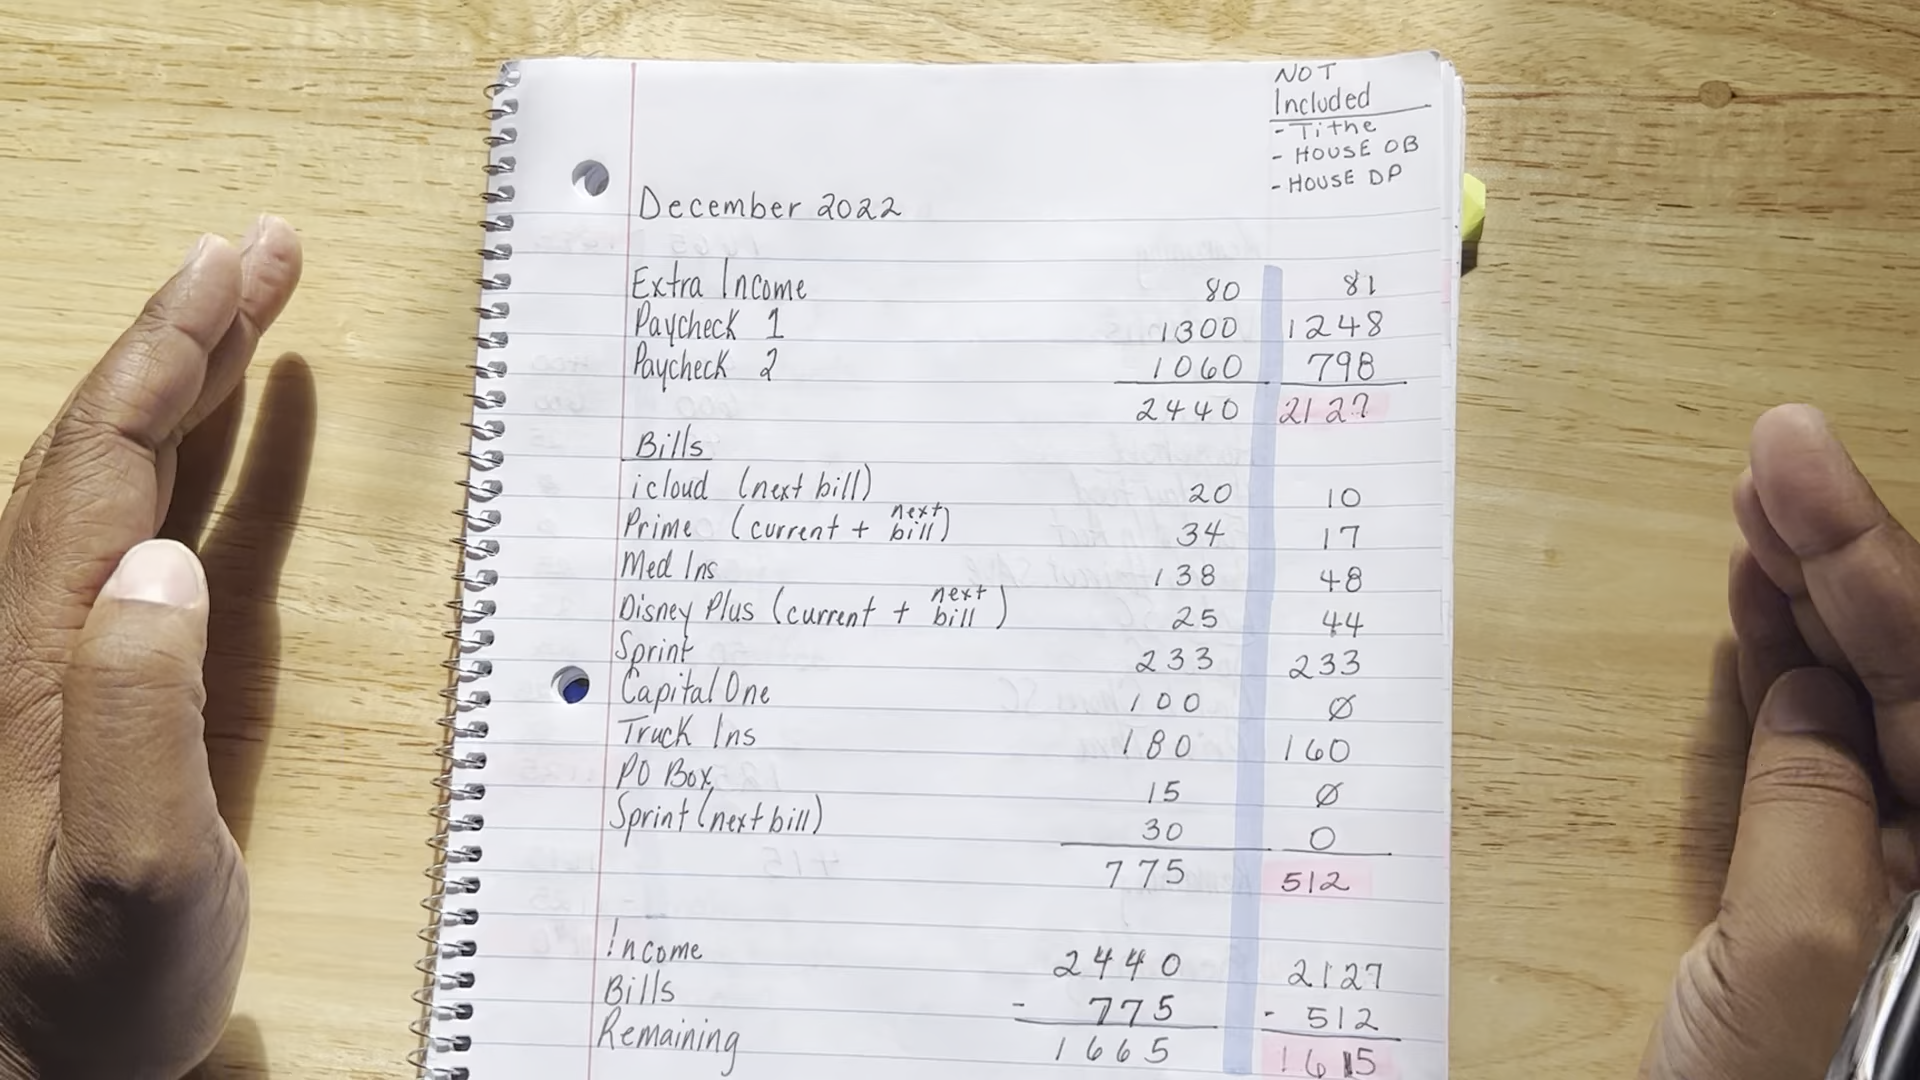 NOT
Included
- Tithe
- HOUSE OB
- HOUSE DP
December 2022
Extra Income 80 81
Paycheck 1 1300 1248
Paycheck 2 1060 798
2440 2127
Bills
icloud (next bill) 20 10
Prime (current + next bill) 34 17
Med Ins 138 48
Disney Plus (current + next bill) 25 44
Sprint 233 233
Capital One 100 Ø
Truck Ins 180 160
PO Box 15 Ø
Sprint (next bill) 30 0
775 512
Income 2440 2127
Bills - 775 - 512
Remaining 1665 1615